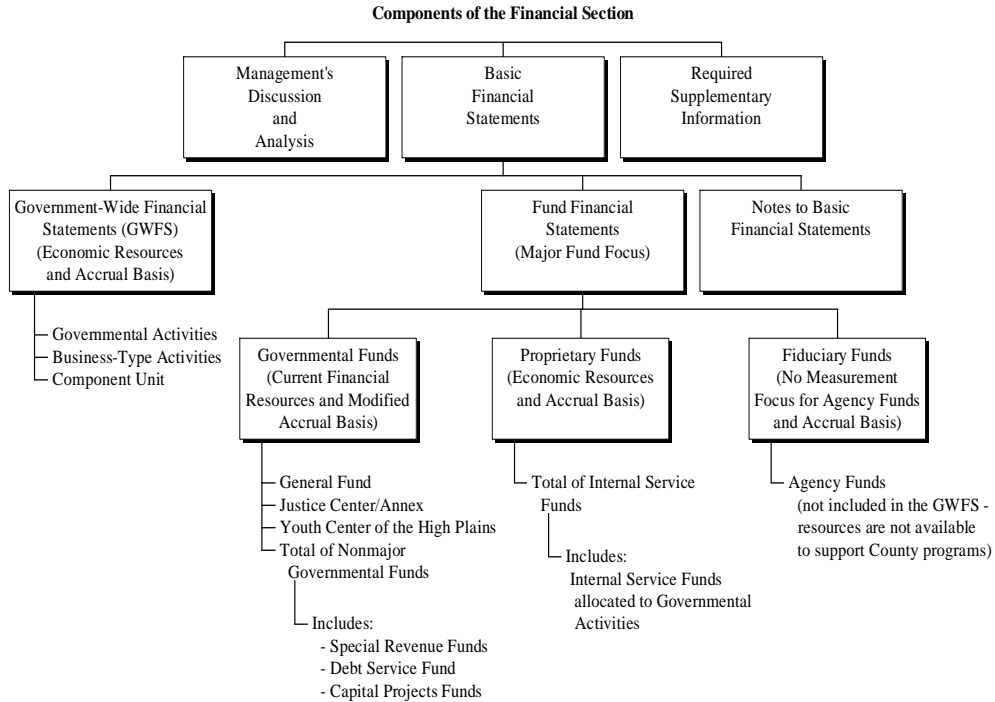 Components of the Financial Section
Management's
Discussion
and
Analysis
Basic
Financial
Statements
Required
Supplementary
Information
Government-Wide Financial
Statements (GWFS)
(Economic Resources
and Accrual Basis)
Fund Financial
Statements
(Major Fund Focus)
Notes to Basic
Financial Statements
Governmental Activities
Business-Type Activities
Component Unit
Governmental Funds
(Current Financial
Resources and Modified
Accrual Basis)
Proprietary Funds
(Economic Resources
and Accrual Basis)
Fiduciary Funds
(No Measurement
Focus for Agency Funds
and Accrual Basis)
General Fund
Justice Center/Annex
Youth Center of the High Plains
Total of Nonmajor
Governmental Funds
Includes:
- Special Revenue Funds
- Debt Service Fund
- Capital Projects Funds
Total of Internal Service
Funds
Includes:
Internal Service Funds
allocated to Governmental
Activities
Agency Funds
(not included in the GWFS -
resources are not available
to support County programs)